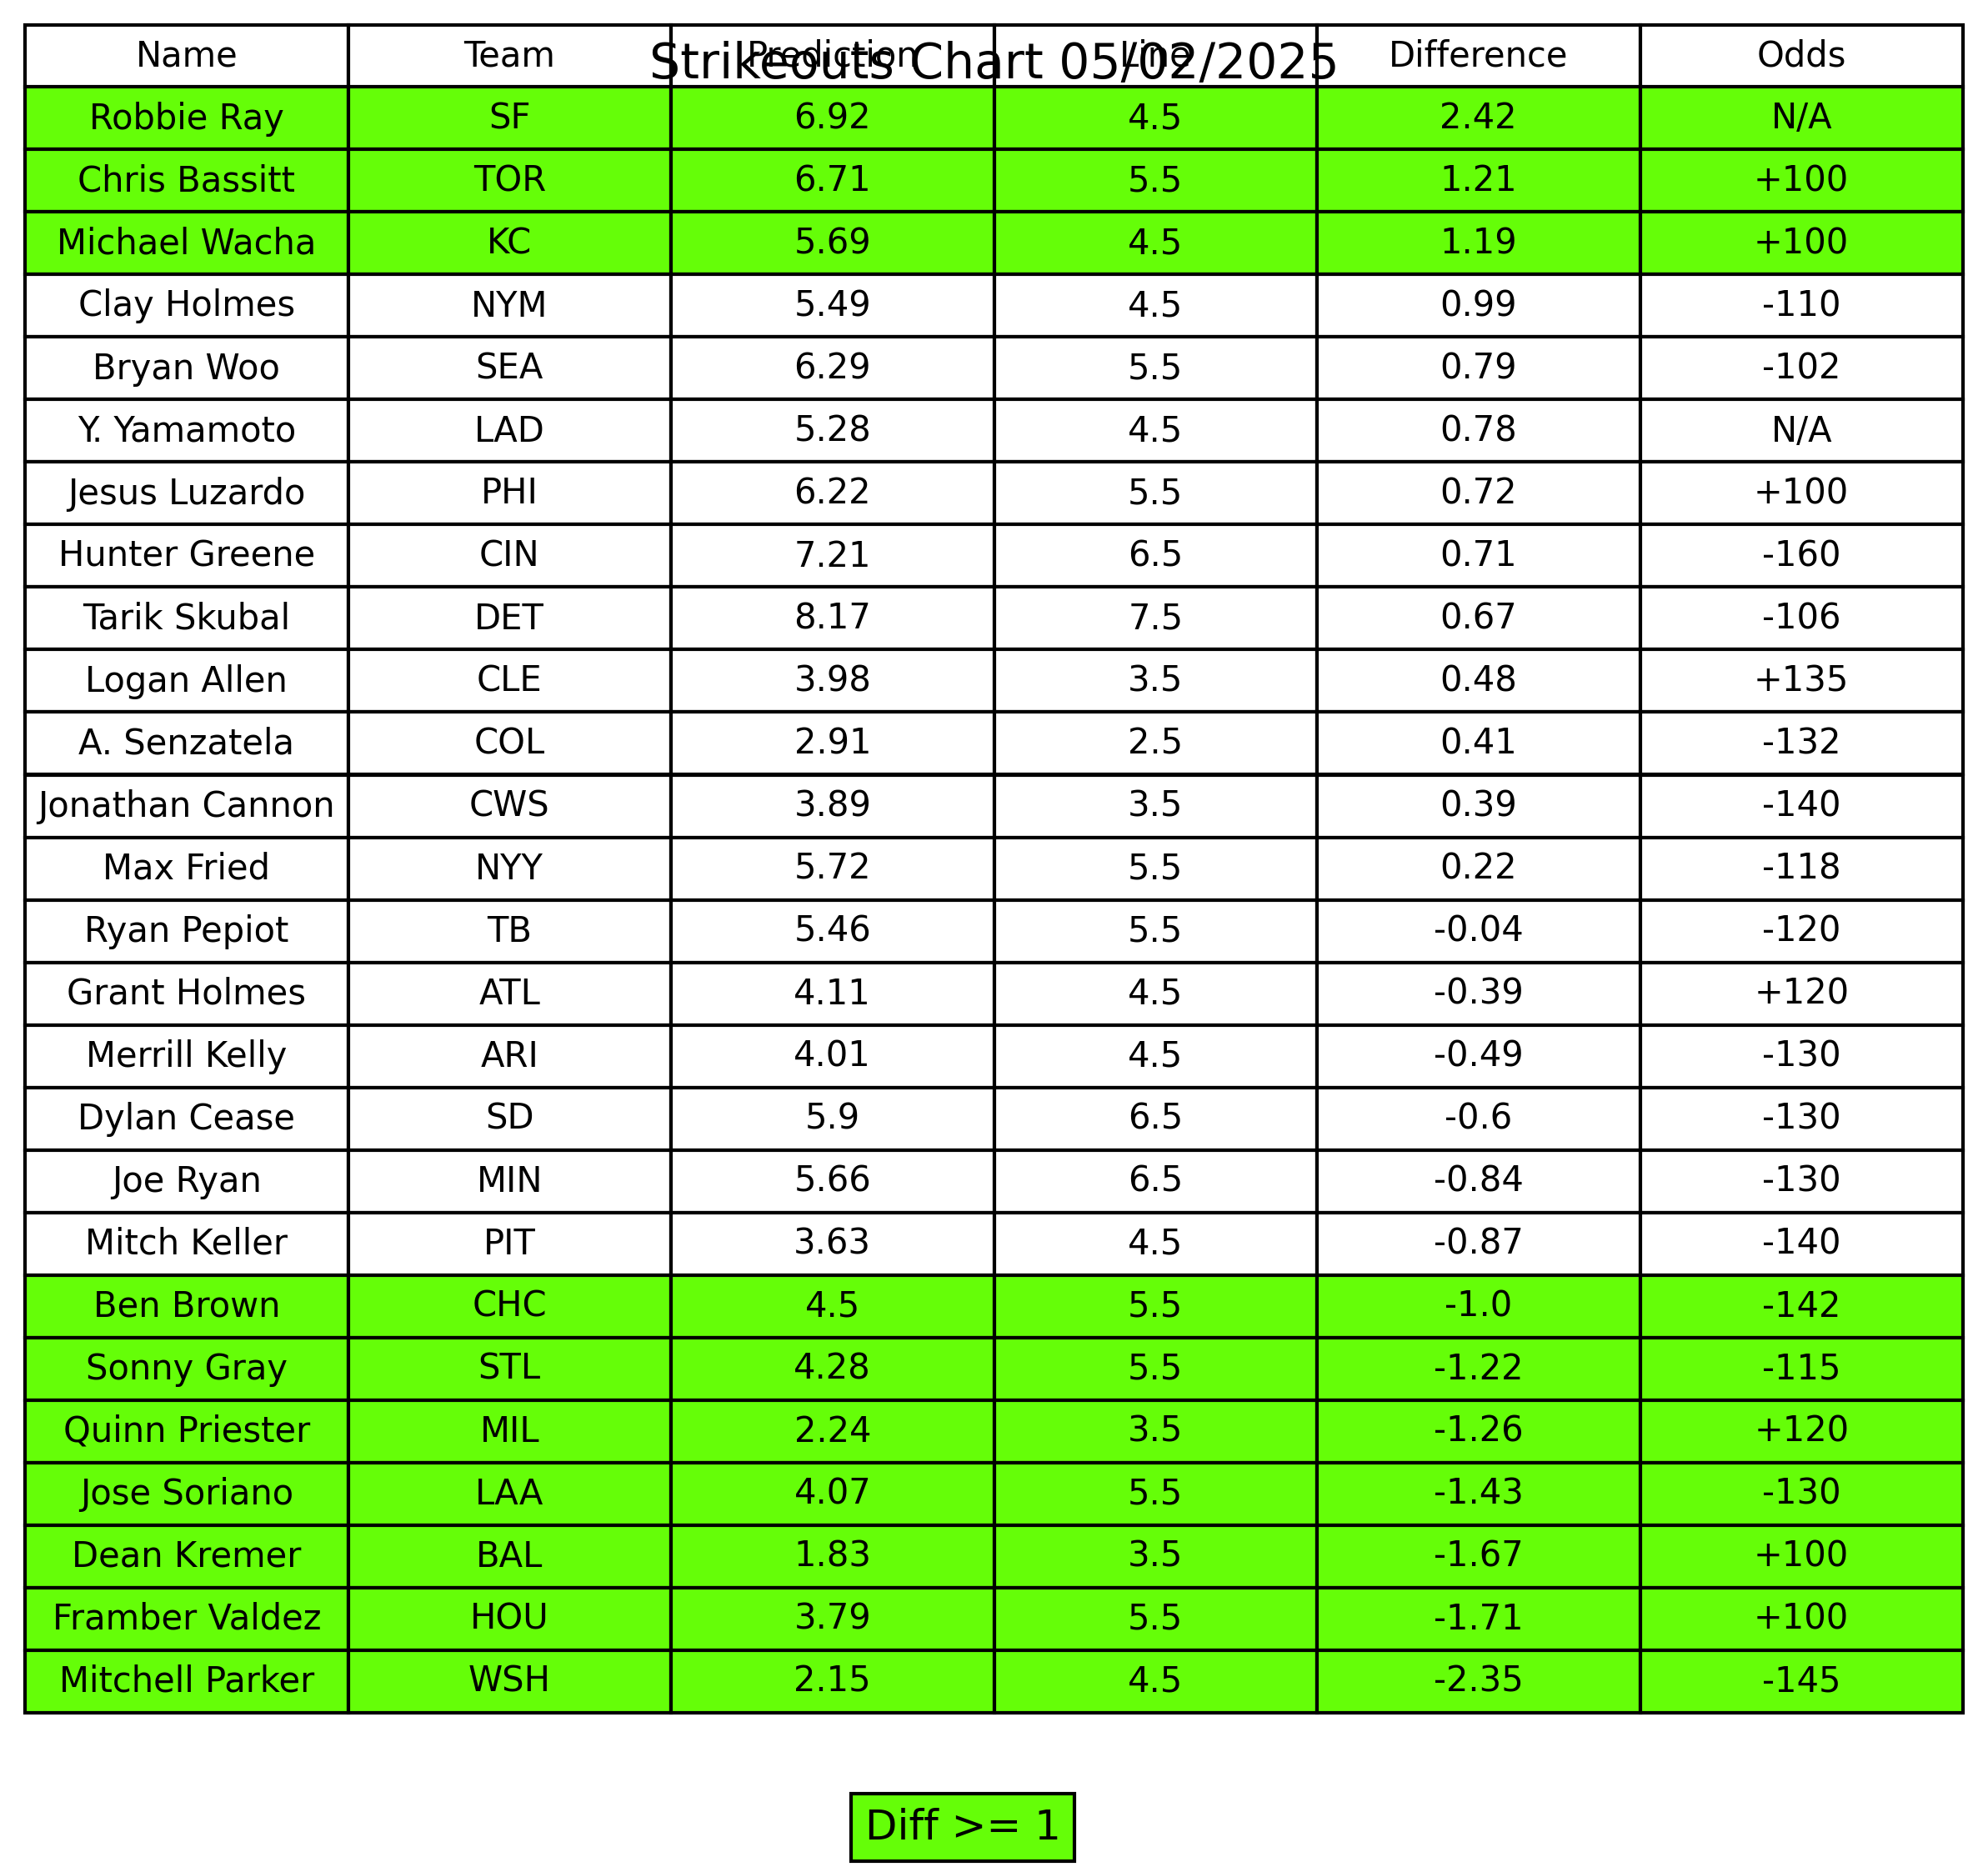 Strikeouts Chart 05/02/2025
Name Team Prediction Line Difference Odds
Robbie Ray SF 6.92 4.5 2.42 N/A
Chris Bassitt TOR 6.71 5.5 1.21 +100
Michael Wacha KC 5.69 4.5 1.19 +100
Clay Holmes NYM 5.49 4.5 0.99 -110
Bryan Woo SEA 6.29 5.5 0.79 -102
Y. Yamamoto LAD 5.28 4.5 0.78 N/A
Jesus Luzardo PHI 6.22 5.5 0.72 +100
Hunter Greene CIN 7.21 6.5 0.71 -160
Tarik Skubal DET 8.17 7.5 0.67 -106
Logan Allen CLE 3.98 3.5 0.48 +135
A. Senzatela COL 2.91 2.5 0.41 -132
Jonathan Cannon CWS 3.89 3.5 0.39 -140
Max Fried NYY 5.72 5.5 0.22 -118
Ryan Pepiot TB 5.46 5.5 -0.04 -120
Grant Holmes ATL 4.11 4.5 -0.39 +120
Merrill Kelly ARI 4.01 4.5 -0.49 -130
Dylan Cease SD 5.9 6.5 -0.6 -130
Joe Ryan MIN 5.66 6.5 -0.84 -130
Mitch Keller PIT 3.63 4.5 -0.87 -140
Ben Brown CHC 4.5 5.5 -1.0 -142
Sonny Gray STL 4.28 5.5 -1.22 -115
Quinn Priester MIL 2.24 3.5 -1.26 +120
Jose Soriano LAA 4.07 5.5 -1.43 -130
Dean Kremer BAL 1.83 3.5 -1.67 +100
Framber Valdez HOU 3.79 5.5 -1.71 +100
Mitchell Parker WSH 2.15 4.5 -2.35 -145
Diff >= 1